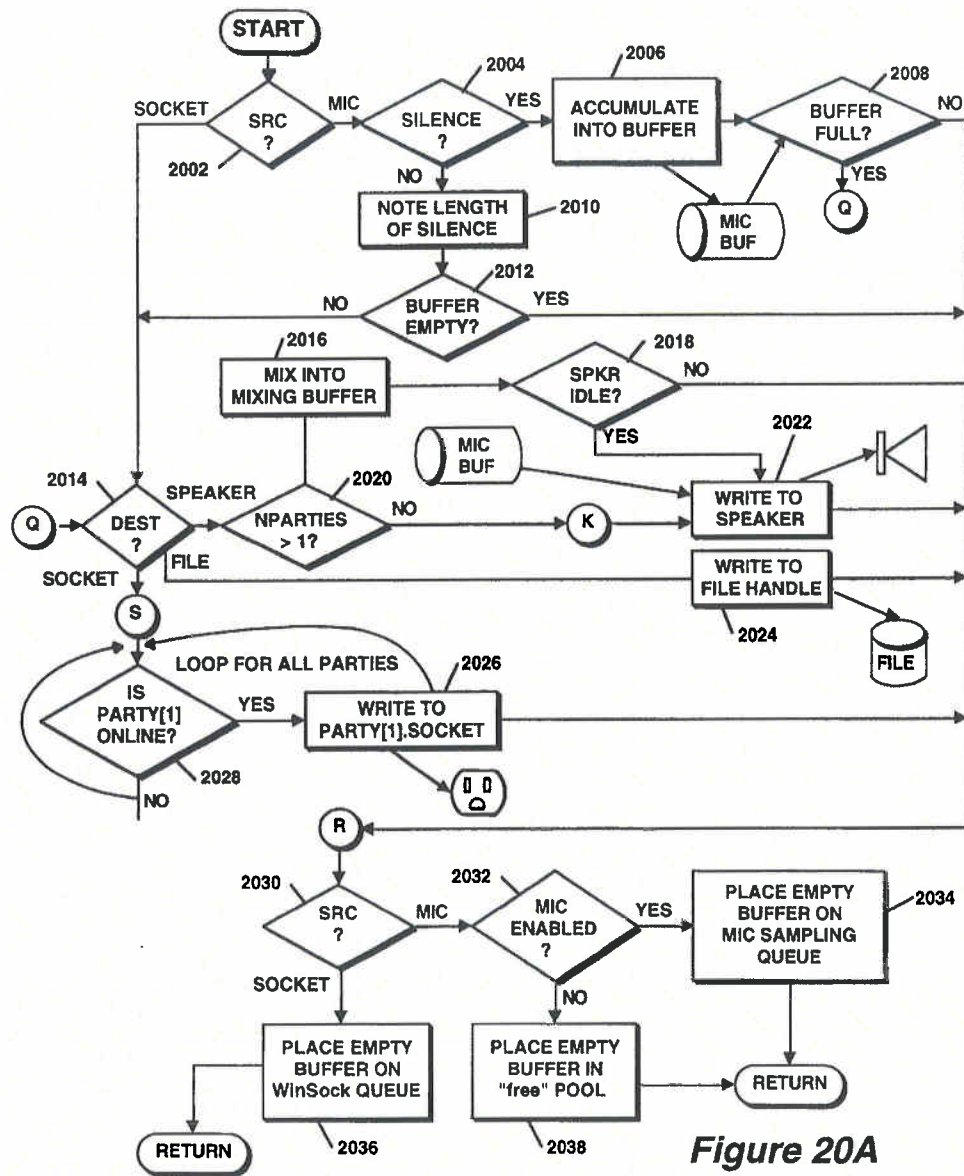 START
2004
2006
2008
SOCKET
SRC
?
MIC
SILENCE
?
YES
ACCUMULATE
INTO BUFFER
BUFFER
FULL?
NO
2002
NO
YES
NOTE LENGTH
OF SILENCE
2010
MIC
BUF
Q
2012
NO
BUFFER
EMPTY?
YES
2016
MIX INTO
MIXING BUFFER
2018
SPKR
IDLE?
NO
YES
MIC
BUF
2022
2014
SPEAKER
2020
Q
DEST
?
NPARTIES
> 1?
NO
K
WRITE TO
SPEAKER
FILE
SOCKET
WRITE TO
FILE HANDLE
S
2024
FILE
LOOP FOR ALL PARTIES
2026
IS
PARTY[1]
ONLINE?
YES
WRITE TO
PARTY[1].SOCKET
2028
NO
R
2030
2032
SRC
?
MIC
MIC
ENABLED
?
YES
PLACE EMPTY
BUFFER ON
MIC SAMPLING
QUEUE
2034
SOCKET
NO
PLACE EMPTY
BUFFER ON
WinSock QUEUE
PLACE EMPTY
BUFFER IN
"free" POOL
RETURN
RETURN
2036
2038
Figure 20A